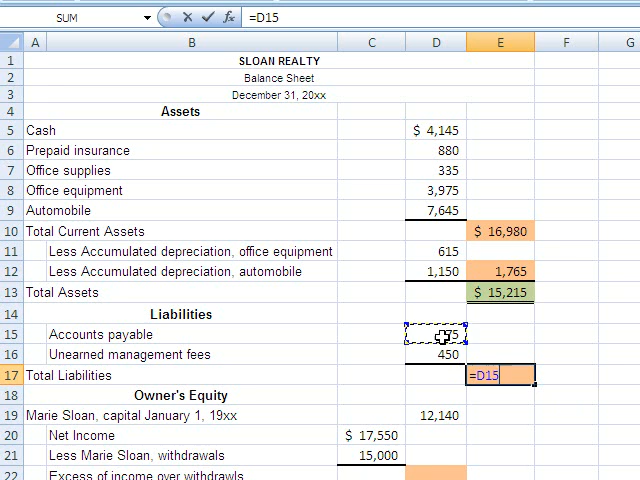 SUM =D15
A B C D E F G
1 SLOAN REALTY
2 Balance Sheet
3 December 31, 20xx
4 Assets
5 Cash $ 4,145
6 Prepaid insurance 880
7 Office supplies 335
8 Office equipment 3,975
9 Automobile 7,645
10 Total Current Assets $ 16,980
11 Less Accumulated depreciation, office equipment 615
12 Less Accumulated depreciation, automobile 1,150 1,765
13 Total Assets $ 15,215
14 Liabilities
15 Accounts payable
16 Unearned management fees 450
17 Total Liabilities =D15
18 Owner's Equity
19 Marie Sloan, capital January 1, 19xx 12,140
20 Net Income $ 17,550
21 Less Marie Sloan, withdrawals 15,000
22 Excess of income over withdrawls